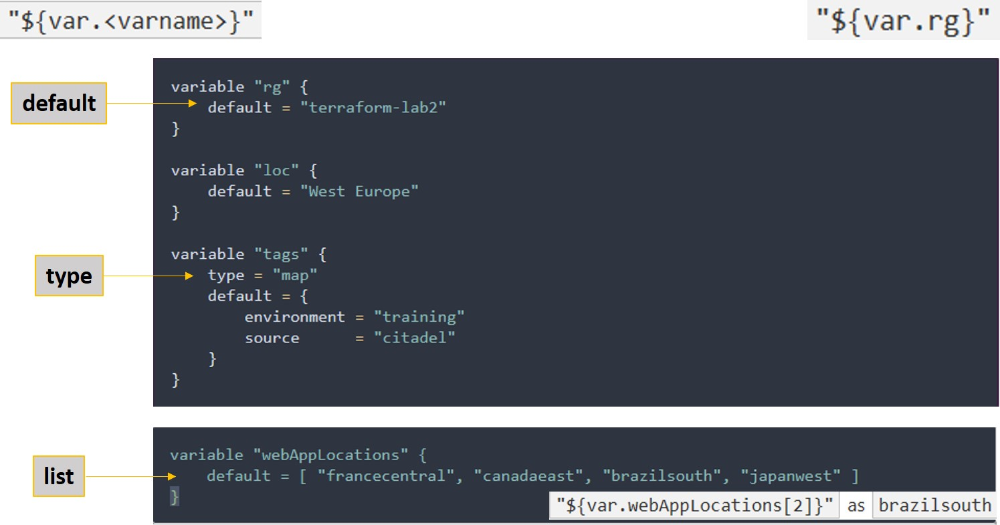 "${var.<varname>}"
"${var.rg}"
default
variable "rg" {
    default = "terraform-lab2"
}
variable "loc" {
    default = "West Europe"
}
type
variable "tags" {
    type = "map"
    default = {
        environment = "training"
        source      = "citadel"
    }
}
list
variable "webAppLocations" {
    default = [ "francecentral", "canadaeast", "brazilsouth", "japanwest" ]
}
"${var.webAppLocations[2]}" as brazilsouth